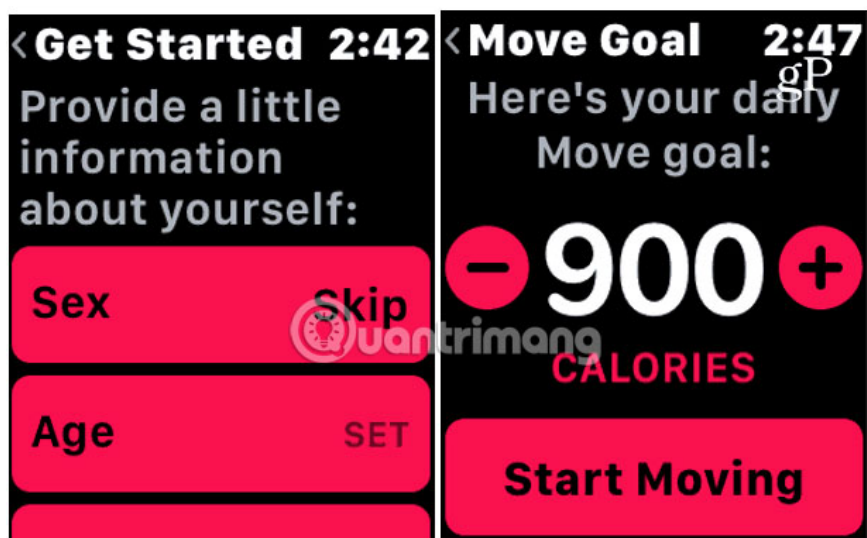 Get Started 2:42
Provide a little
information
about yourself:
Sex Skip
Age SET
Move Goal 2:47
gP
Here's your daily
Move goal:
900
CALORIES
Start Moving
Quantrimang